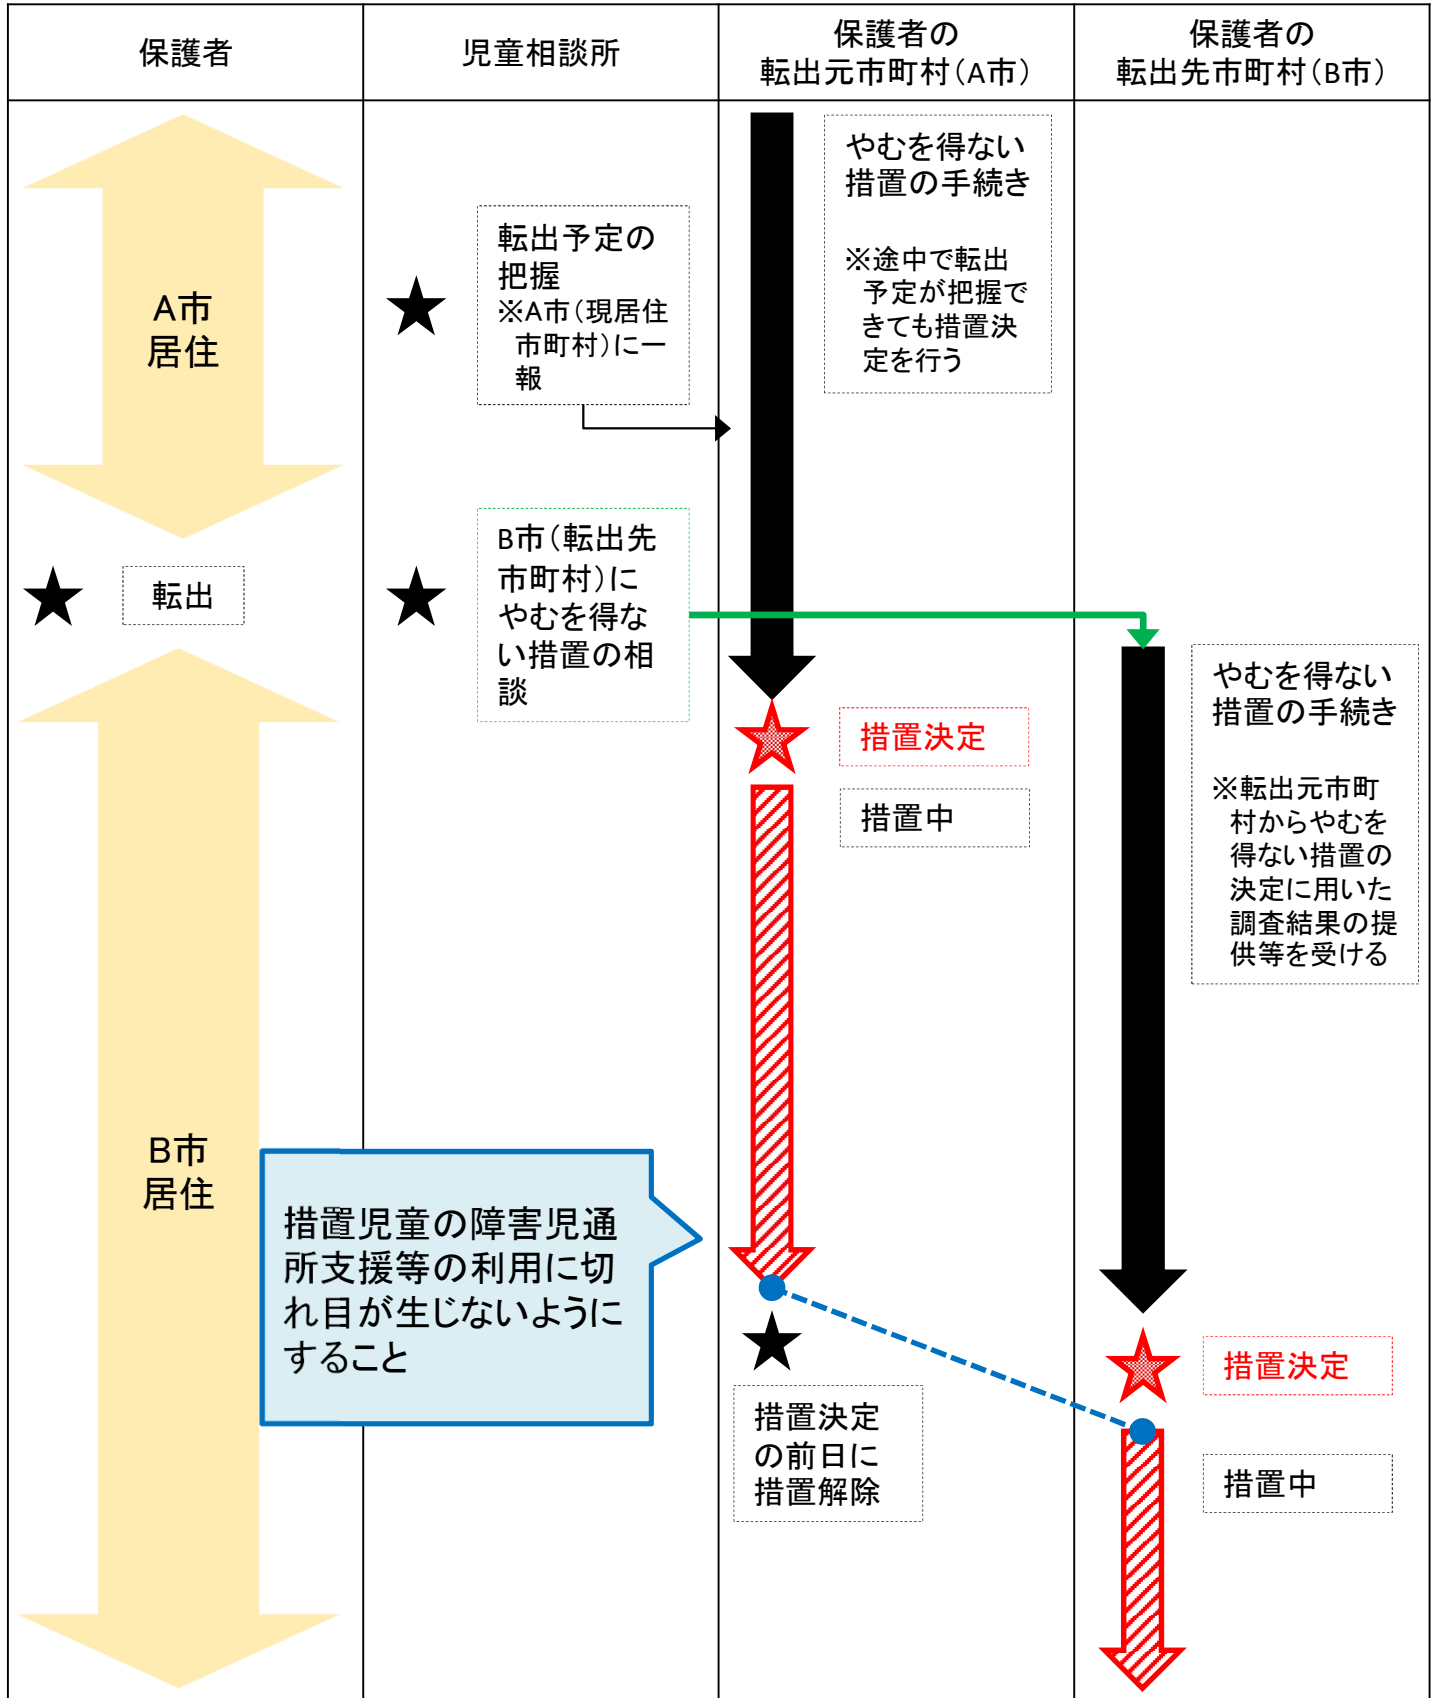 保護者
児童相談所
保護者の
転出元市町村（A市）
保護者の
転出先市町村（B市）
A市
居住
転出予定の
把握
※A市（現居住
市町村）に一
報
やむを得ない
措置の手続き
※途中で転出
予定が把握で
きても措置決
定を行う
転出
B市（転出先
市町村）に
やむを得な
い措置の相
談
措置決定
措置中
やむを得ない
措置の手続き
※転出元市町
村からやむを
得ない措置の
決定に用いた
調査結果の提
供等を受ける
B市
居住
措置児童の障害児通
所支援等の利用に切
れ目が生じないように
すること
措置決定
の前日に
措置解除
措置決定
措置中